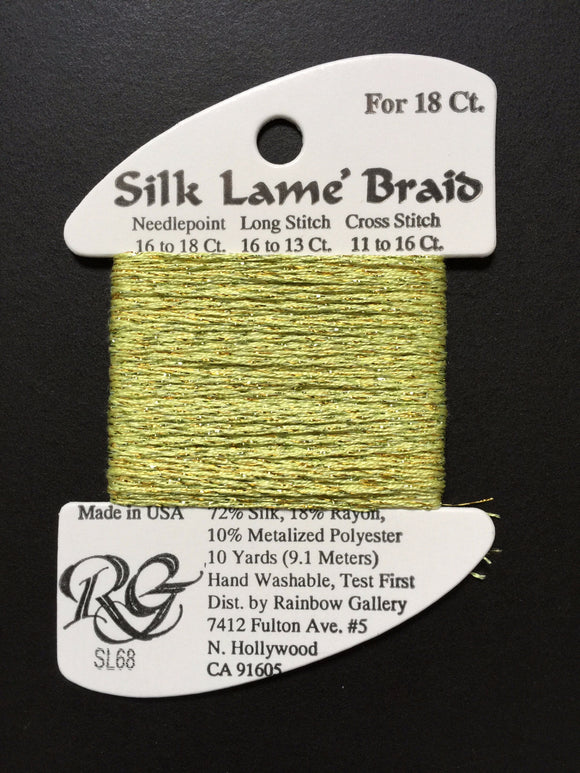 For 18 Ct.
Silk Lame' Braid
Needlepoint Long Stitch Cross Stitch
16 to 18 Ct. 16 to 13 Ct. 11 to 16 Ct.
Made in USA
72% Silk, 18% Rayon,
10% Metalized Polyester
10 Yards (9.1 Meters)
Hand Washable, Test First
Dist. by Rainbow Gallery
7412 Fulton Ave. #5
N. Hollywood
CA 91605
RG
SL68